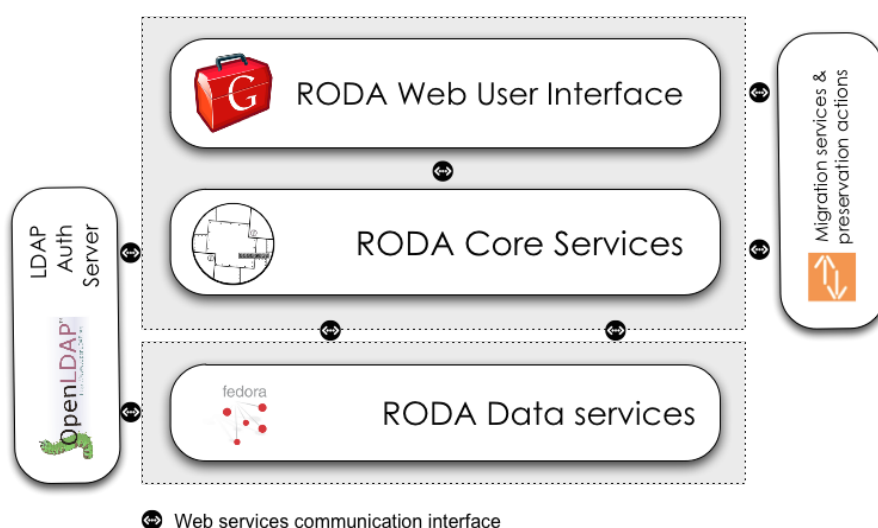 G
RODA Web User Interface
Migration services &
preservation actions
RODA Core Services
LDAP
Auth
Server
OpenLDAP
fedora
RODA Data services
Web services communication interface